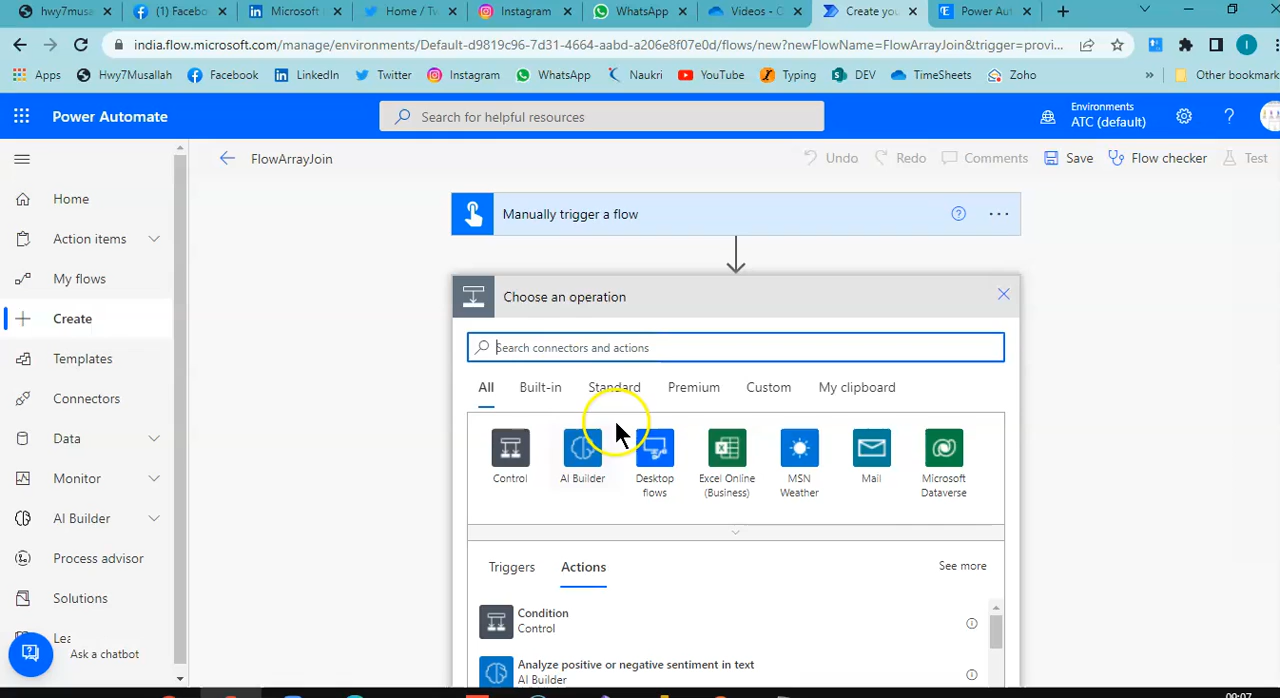 hwy7musa
(1) Facebo
Microsoft
Home / Tw
Instagram
WhatsApp
Videos - O
Create you
Power Aut
india.flow.microsoft.com/manage/environments/Default-d9819c96-7d31-4664-aabd-a206e8f07e0d/flows/new?newFlowName=FlowArrayJoin&trigger=provi...
I
Apps
Hwy7Musallah
Facebook
LinkedIn
Twitter
Instagram
WhatsApp
Naukri
YouTube
Typing
DEV
TimeSheets
Zoho
»
Other bookmark
Power Automate
Search for helpful resources
Environments
ATC (default)
?
FlowArrayJoin
Undo
Redo
Comments
Save
Flow checker
Test
Home
Action items
My flows
Create
Templates
Connectors
Data
Monitor
AI Builder
Process advisor
Solutions
Lea
Ask a chatbot
Manually trigger a flow
?
Choose an operation
Search connectors and actions
All
Built-in
Standard
Premium
Custom
My clipboard
Control
AI Builder
Desktop
flows
Excel Online
(Business)
MSN
Weather
Mail
Microsoft
Dataverse
Triggers
Actions
See more
Condition
Control
Analyze positive or negative sentiment in text
AI Builder
00:07